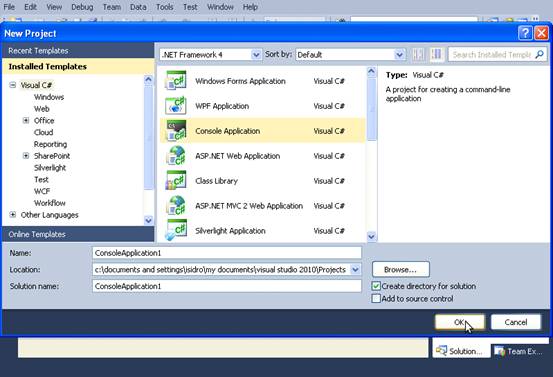 File View Debug Team Data Tools Test Window Help
New Project
Recent Templates
Installed Templates
Visual C#
Windows
Web
Office
Cloud
Reporting
SharePoint
Silverlight
Test
WCF
Workflow
Other Languages
Online Templates
.NET Framework 4 Sort by: Default Search Installed Templ
Windows Forms Application Visual C#
WPF Application Visual C#
Console Application Visual C#
ASP.NET Web Application Visual C#
Class Library Visual C#
ASP.NET MVC 2 Web Application Visual C#
Silverlight Application Visual C#
Type: Visual C#
A project for creating a command-line
application
Name: ConsoleApplication1
Location: c:\documents and settings\isidro\my documents\visual studio 2010\Projects Browse...
Solution name: ConsoleApplication1 Create directory for solution
Add to source control
OK Cancel
Solution... Team Ex...